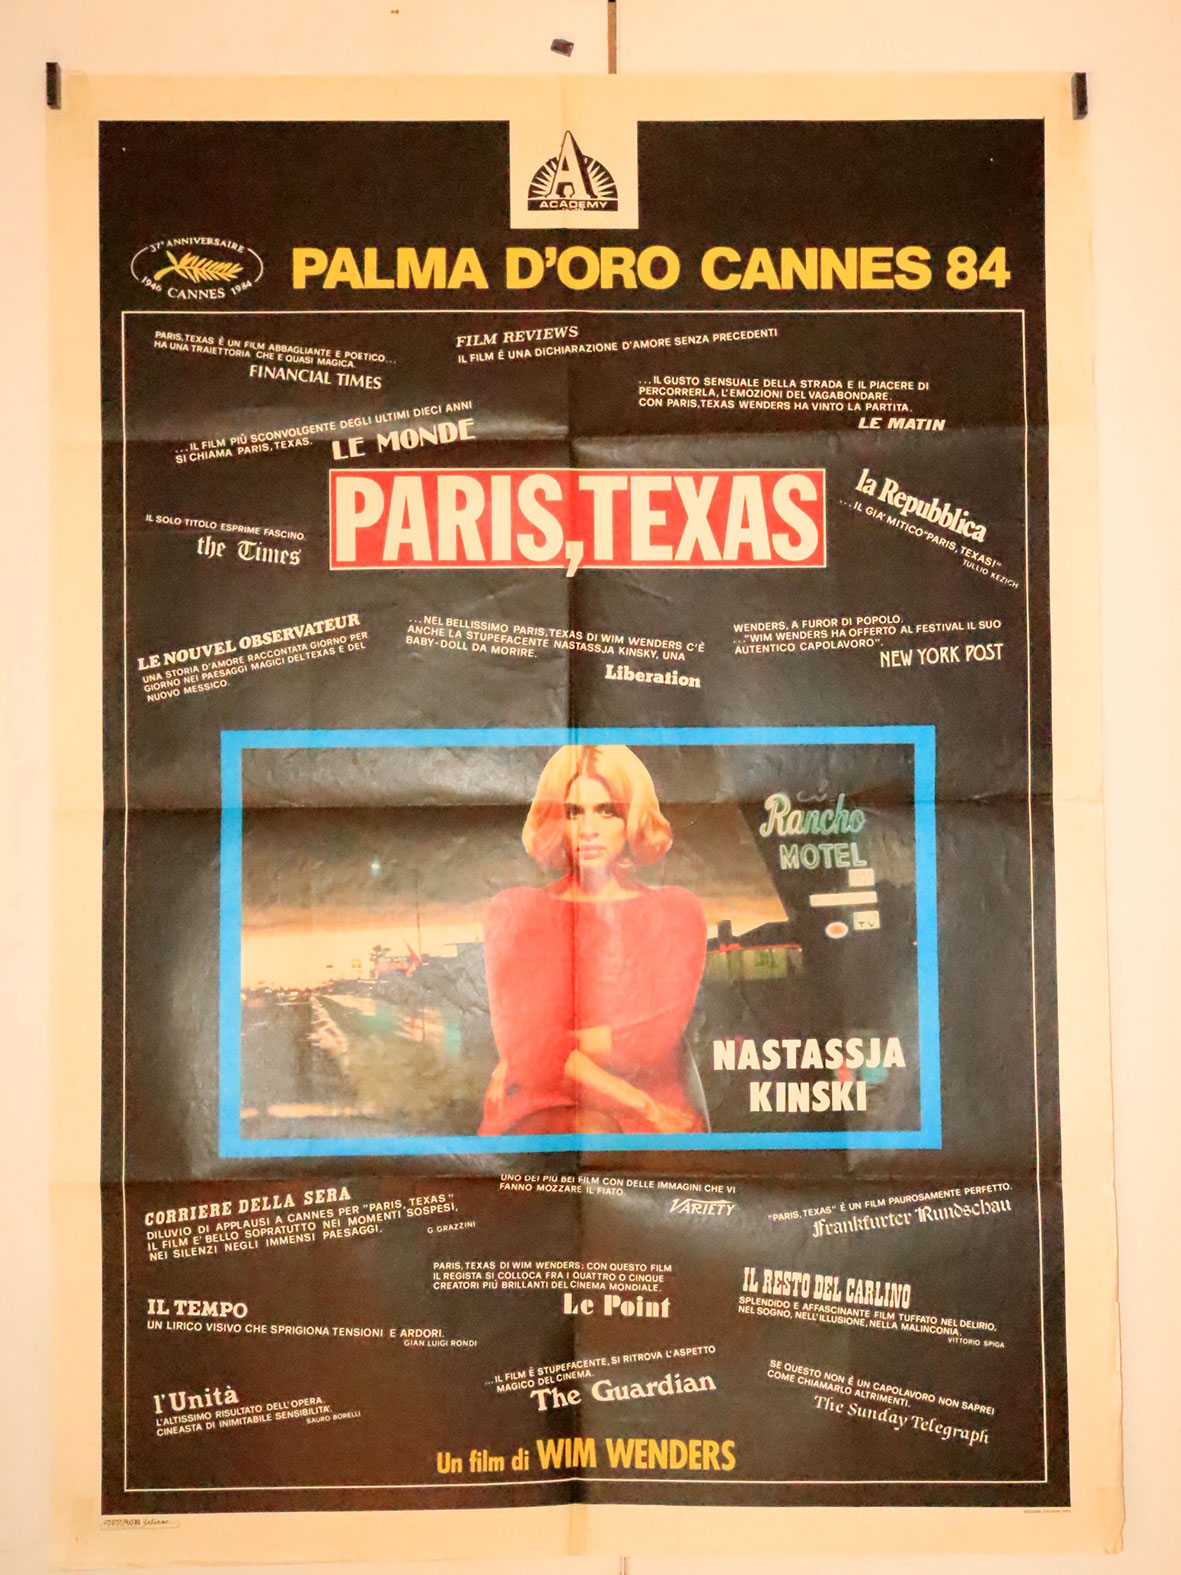 ACADEMY
37e ANNIVERSAIRE
1946 CANNES 1984
PALMA D'ORO CANNES 84
PARIS, TEXAS È UN FILM ABBAGLIANTE E POETICO...
HA UNA TRAIETTORIA CHE E QUASI MAGICA.
FINANCIAL TIMES
FILM REVIEWS
IL FILM È UNA DICHIARAZIONE D'AMORE SENZA PRECEDENTI
...IL GUSTO SENSUALE DELLA STRADA E IL PIACERE DI
PERCORRERLA, L'EMOZIONI DEL VAGABONDARE.
CON PARIS, TEXAS WENDERS HA VINTO LA PARTITA.
LE MATIN
...IL FILM PIÙ SCONVOLGENTE DEGLI ULTIMI DIECI ANNI
SI CHIAMA PARIS, TEXAS.
LE MONDE
PARIS, TEXAS
la Repubblica
...IL GIA' MITICO "PARIS, TEXAS!"
TULLIO KEZICH
IL SOLO TITOLO ESPRIME FASCINO.
the Times
LE NOUVEL OBSERVATEUR
UNA STORIA D'AMORE RACCONTATA GIORNO PER
GIORNO NEI PAESAGGI MAGICI DEL TEXAS E DEL
NUOVO MESSICO.
...NEL BELLISSIMO PARIS, TEXAS DI WIM WENDERS C'È
ANCHE LA STUPEFACENTE NASTASSJA KINSKY, UNA
BABY-DOLL DA MORIRE.
Liberation
WENDERS, A FUROR DI POPOLO.
..."WIM WENDERS HA OFFERTO AL FESTIVAL IL SUO
AUTENTICO CAPOLAVORO".
NEW YORK POST
Rancho
MOTEL
TV
NASTASSJA
KINSKI
CORRIERE DELLA SERA
DILUVIO DI APPLAUSI A CANNES PER "PARIS, TEXAS",
IL FILM E' BELLO SOPRATUTTO NEI MOMENTI SOSPESI,
NEI SILENZI NEGLI IMMENSI PAESAGGI.
G. GRAZZINI
UNO DEI PIÙ BEI FILM CON DELLE IMMAGINI CHE VI
FANNO MOZZARE IL FIATO.
VARIETY
"PARIS, TEXAS" È UN FILM PAUROSAMENTE PERFETTO.
Frankfurter Rundschau
PARIS, TEXAS DI WIM WENDERS: CON QUESTO FILM
IL REGISTA SI COLLOCA FRA I QUATTRO O CINQUE
CREATORI PIÙ BRILLANTI DEL CINEMA MONDIALE.
Le Point
IL RESTO DEL CARLINO
SPLENDIDO E AFFASCINANTE FILM TUFFATO NEL DELIRIO,
NEL SOGNO, NELL'ILLUSIONE, NELLA MALINCONIA.
VITTORIO SPIGA
IL TEMPO
UN LIRICO VISIVO CHE SPRIGIONA TENSIONI E ARDORI.
GIAN LUIGI RONDI
l'Unità
L'ALTISSIMO RISULTATO DELL'OPERA,
CINEASTA DI INIMITABILE SENSIBILITA'.
SAURO BORELLI
...IL FILM È STUPEFACENTE, SI RITROVA L'ASPETTO
MAGICO DEL CINEMA.
The Guardian
SE QUESTO NON È UN CAPOLAVORO NON SAPREI
COME CHIAMARLO ALTRIMENTI.
The Sunday Telegraph
Un film di WIM WENDERS